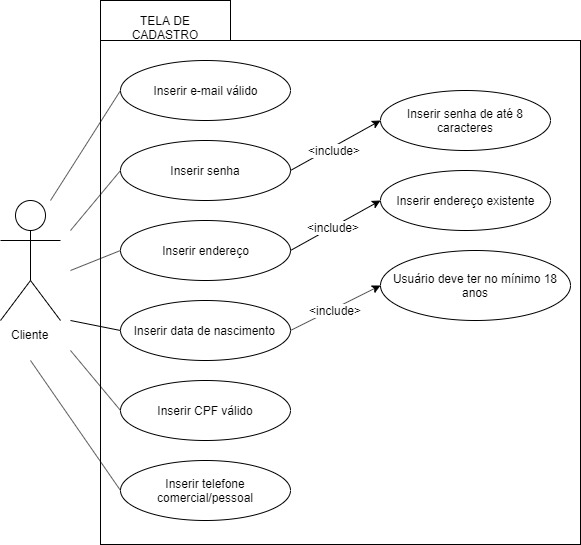 TELA DE
CADASTRO
Inserir e-mail válido
Inserir senha de até 8
caracteres
<include>
Inserir senha
Inserir endereço existente
<include>
Inserir endereço
Usuário deve ter no mínimo 18
anos
<include>
Inserir data de nascimento
Cliente
Inserir CPF válido
Inserir telefone
comercial/pessoal